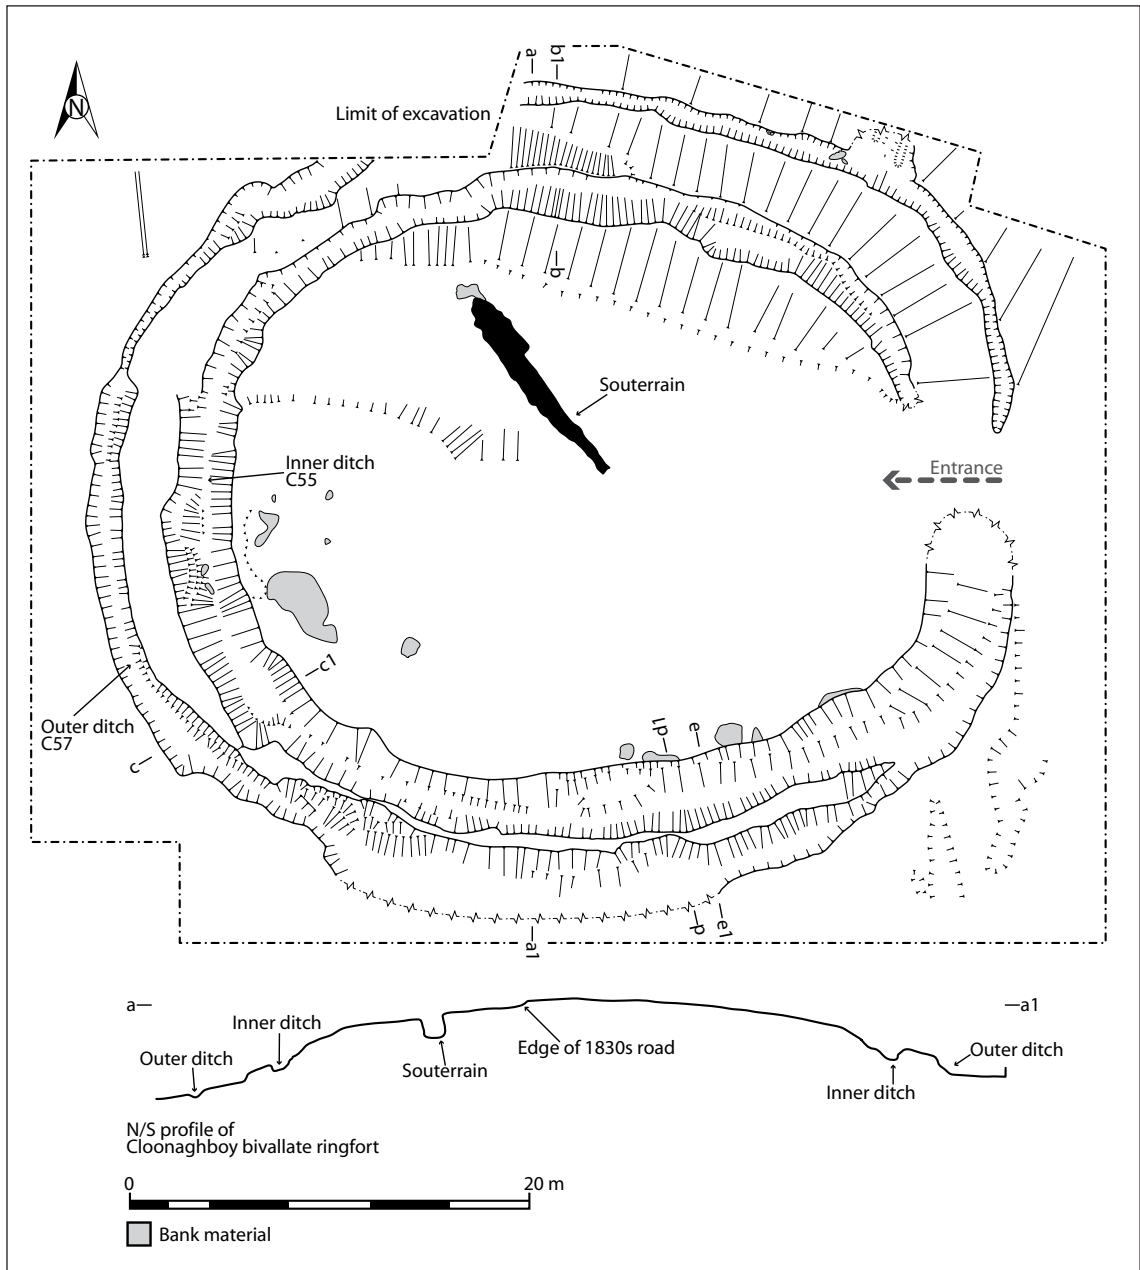 a
b1
N
Limit of excavation
b
Souterrain
Inner ditch
C55
Entrance
c1
Outer ditch
C57
c
d1
e
d
e1
a1
a
a1
Inner ditch
Outer ditch
Souterrain
Edge of 1830s road
Outer ditch
Inner ditch
N/S profile of
Cloonaghboy bivallate ringfort
0
20 m
Bank material